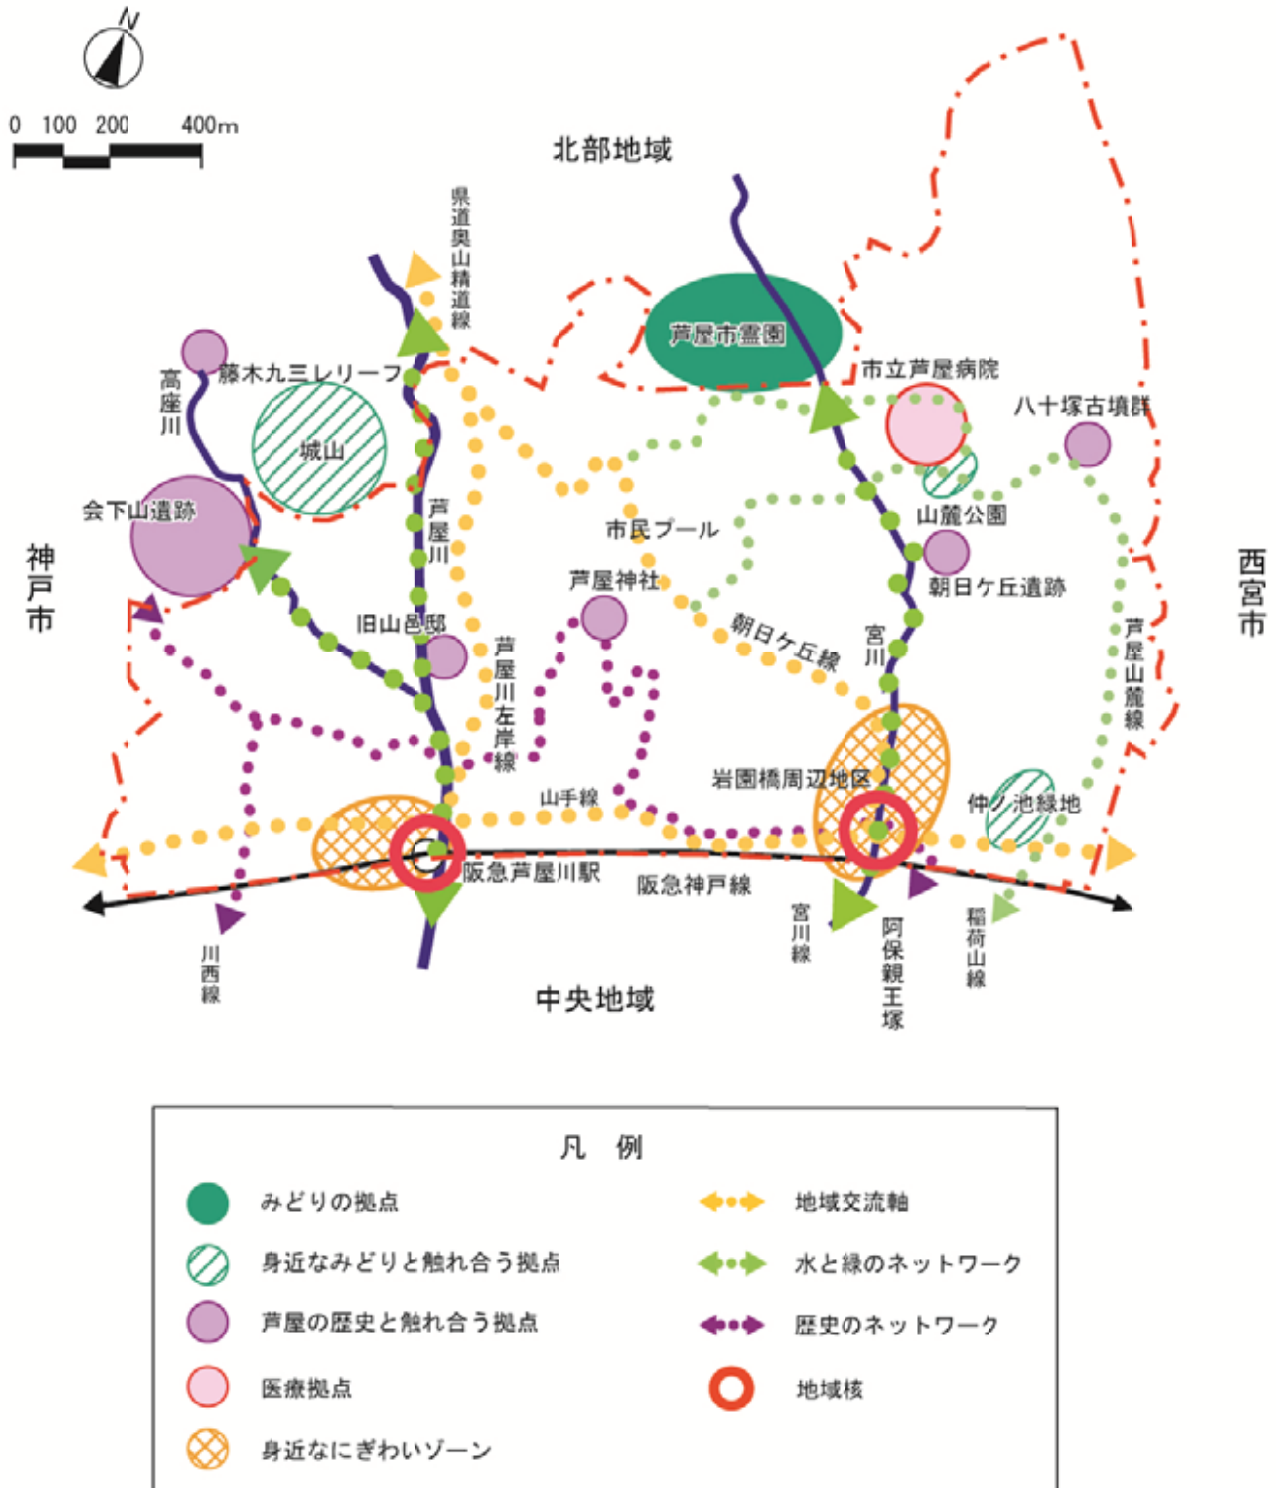 N
0 100 200 400m
北部地域
県道奥山精道線
芦屋市霊園
藤木九三レリーフ
高座川
市立芦屋病院
八十塚古墳群
城山
会下山遺跡
芦屋川
山麓公園
市民プール
神戸市
西宮市
芦屋神社
朝日ケ丘遺跡
旧山邑邸
朝日ケ丘線
宮川
芦屋山麓線
芦屋川左岸線
岩園橋周辺地区
山手線
仲ノ池緑地
阪急芦屋川駅
阪急神戸線
宮川線
阿保親王塚
稲荷山線
川西線
中央地域
凡 例
みどりの拠点
地域交流軸
身近なみどりと触れ合う拠点
水と緑のネットワーク
芦屋の歴史と触れ合う拠点
歴史のネットワーク
医療拠点
地域核
身近なにぎわいゾーン